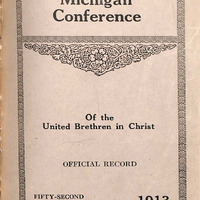 Michigan
Conference
Of the
United Brethren in Christ
OFFICIAL RECORD
FIFTY-SECOND
1913